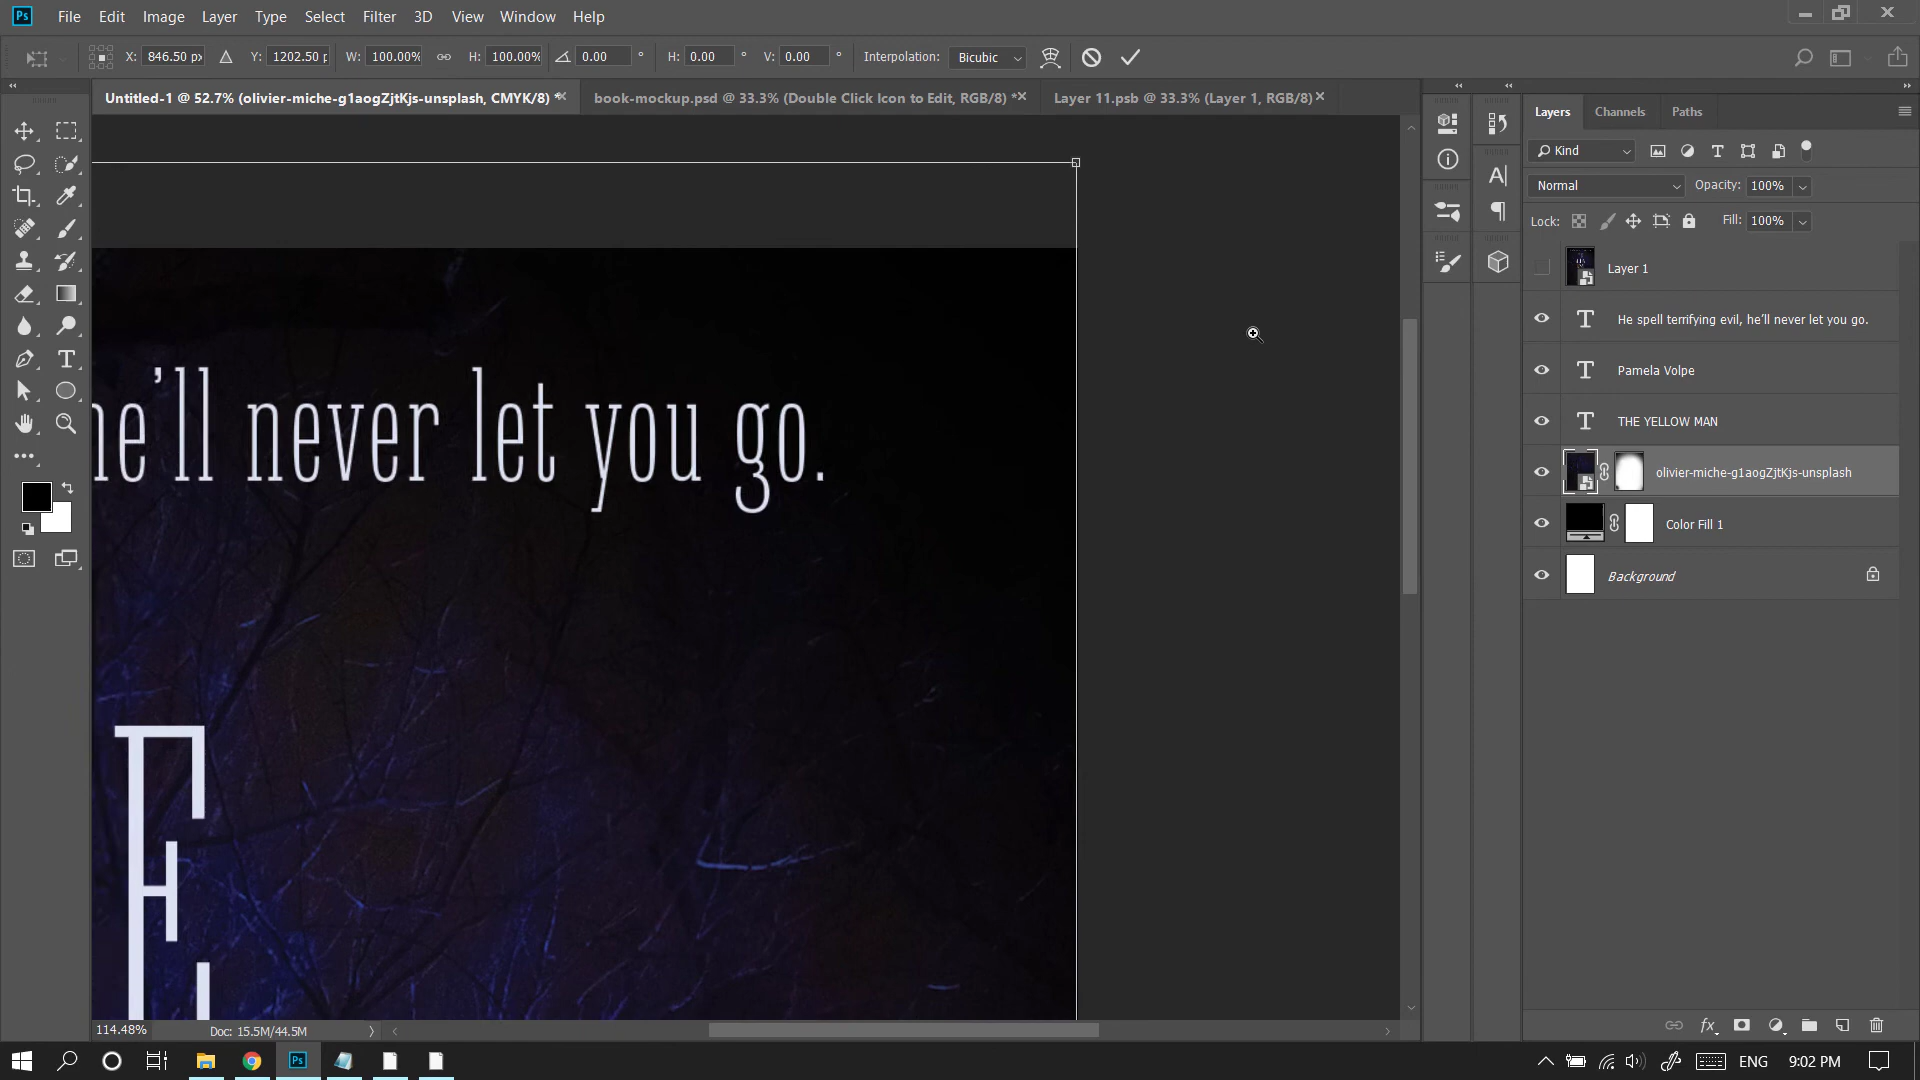 Ps File Edit Image Layer Type Select Filter 3D View Window Help
X: 846.50 px Y: 1202.50 p W: 100.00% H: 100.00% 0.00 ° H: 0.00 ° V: 0.00 ° Interpolation: Bicubic
Untitled-1 @ 52.7% (olivier-miche-g1aogZjtKjs-unsplash, CMYK/8) *
book-mockup.psd @ 33.3% (Double Click Icon to Edit, RGB/8) *
Layer 11.psb @ 33.3% (Layer 1, RGB/8)
Layers Channels Paths
Kind
Normal Opacity: 100%
Lock: Fill: 100%
Layer 1
He spell terrifying evil, he'll never let you go.
Pamela Volpe
THE YELLOW MAN
olivier-miche-g1aogZjtKjs-unsplash
Color Fill 1
Background
he'll never let you go.
E
114.48% Doc: 15.5M/44.5M
Ps ENG 9:02 PM